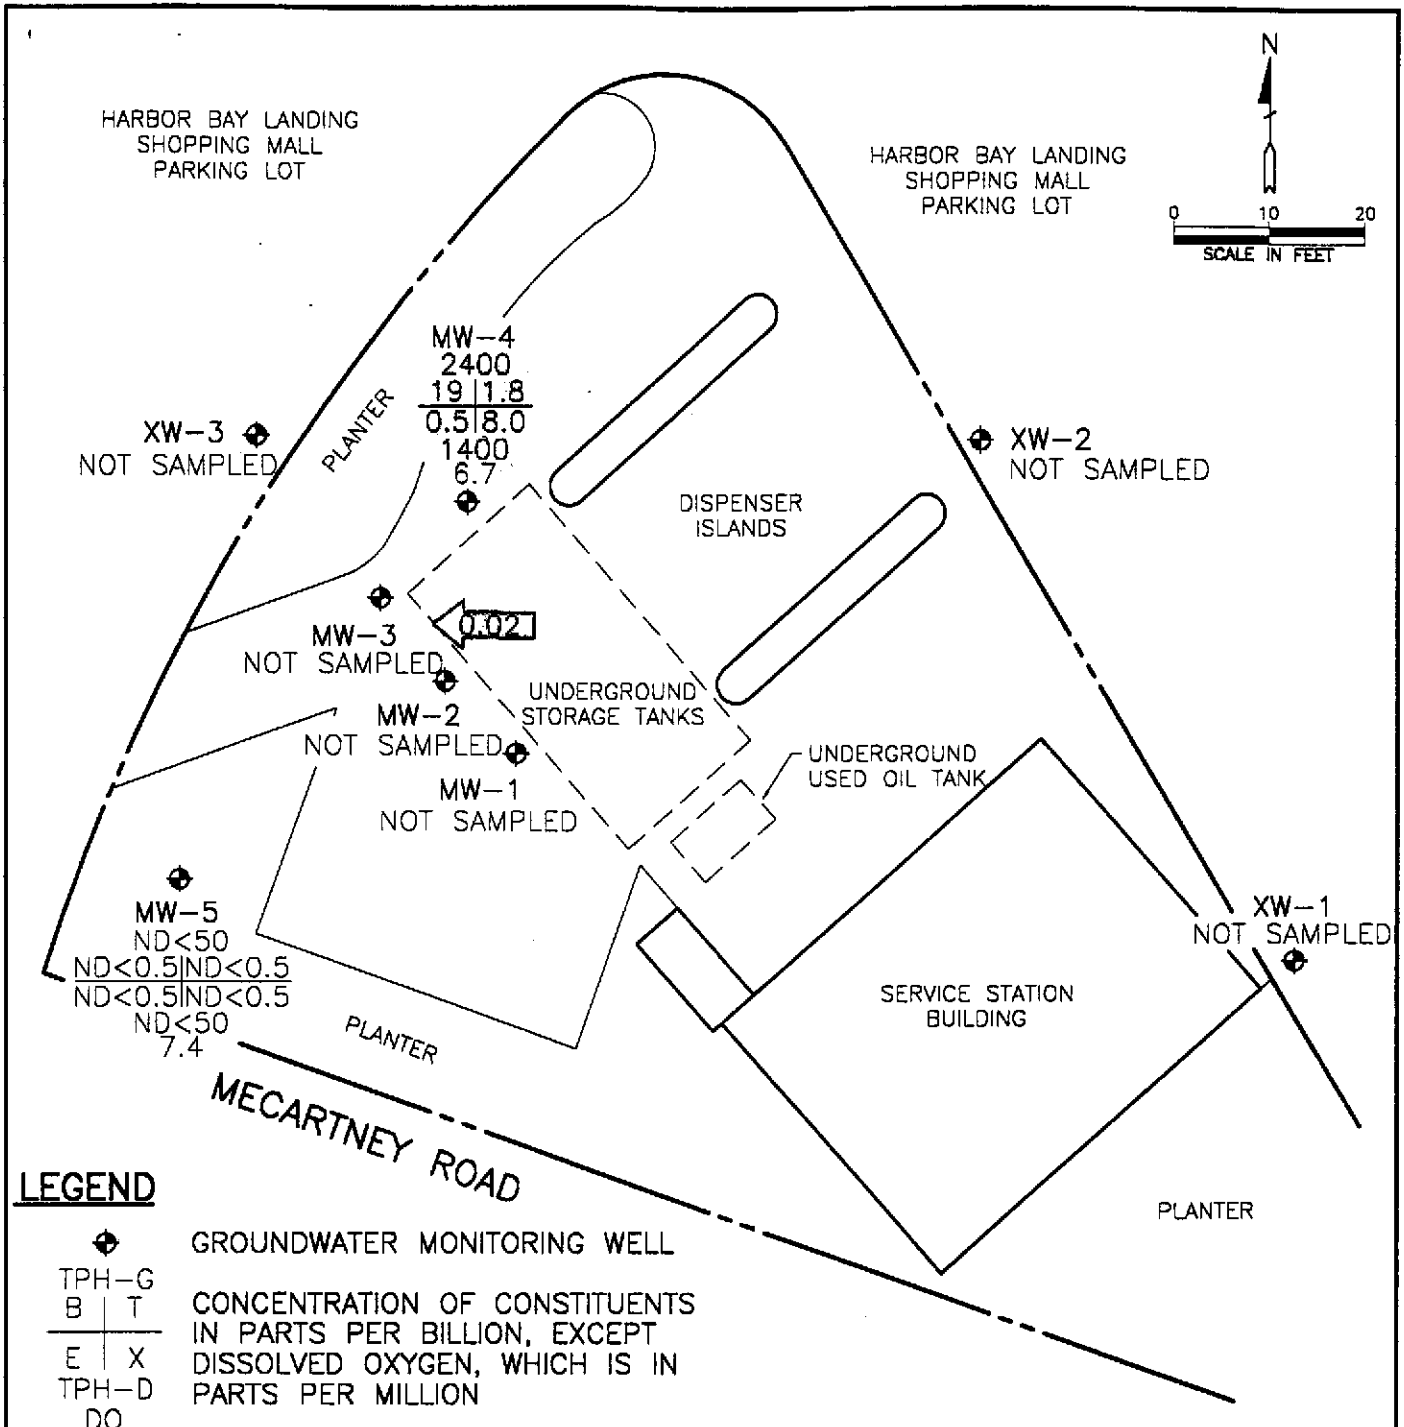 N
HARBOR BAY LANDING
SHOPPING MALL
PARKING LOT
HARBOR BAY LANDING
SHOPPING MALL
PARKING LOT
0 10 20
SCALE IN FEET
MW-4
2400
19 | 1.8
0.5 | 8.0
1400
6.7
PLANTER
XW-3
NOT SAMPLED
XW-2
NOT SAMPLED
DISPENSER
ISLANDS
0.02
MW-3
NOT SAMPLED
UNDERGROUND
STORAGE TANKS
MW-2
NOT SAMPLED
UNDERGROUND
USED OIL TANK
MW-1
NOT SAMPLED
MW-5
ND<50
ND<0.5|ND<0.5
ND<0.5|ND<0.5
ND<50
7.4
XW-1
NOT SAMPLED
SERVICE STATION
BUILDING
PLANTER
MECARTNEY ROAD
PLANTER
LEGEND
GROUNDWATER MONITORING WELL
TPH-G
B | T
E | X
TPH-D
DO
CONCENTRATION OF CONSTITUENTS
IN PARTS PER BILLION, EXCEPT
DISSOLVED OXYGEN, WHICH IS IN
PARTS PER MILLION